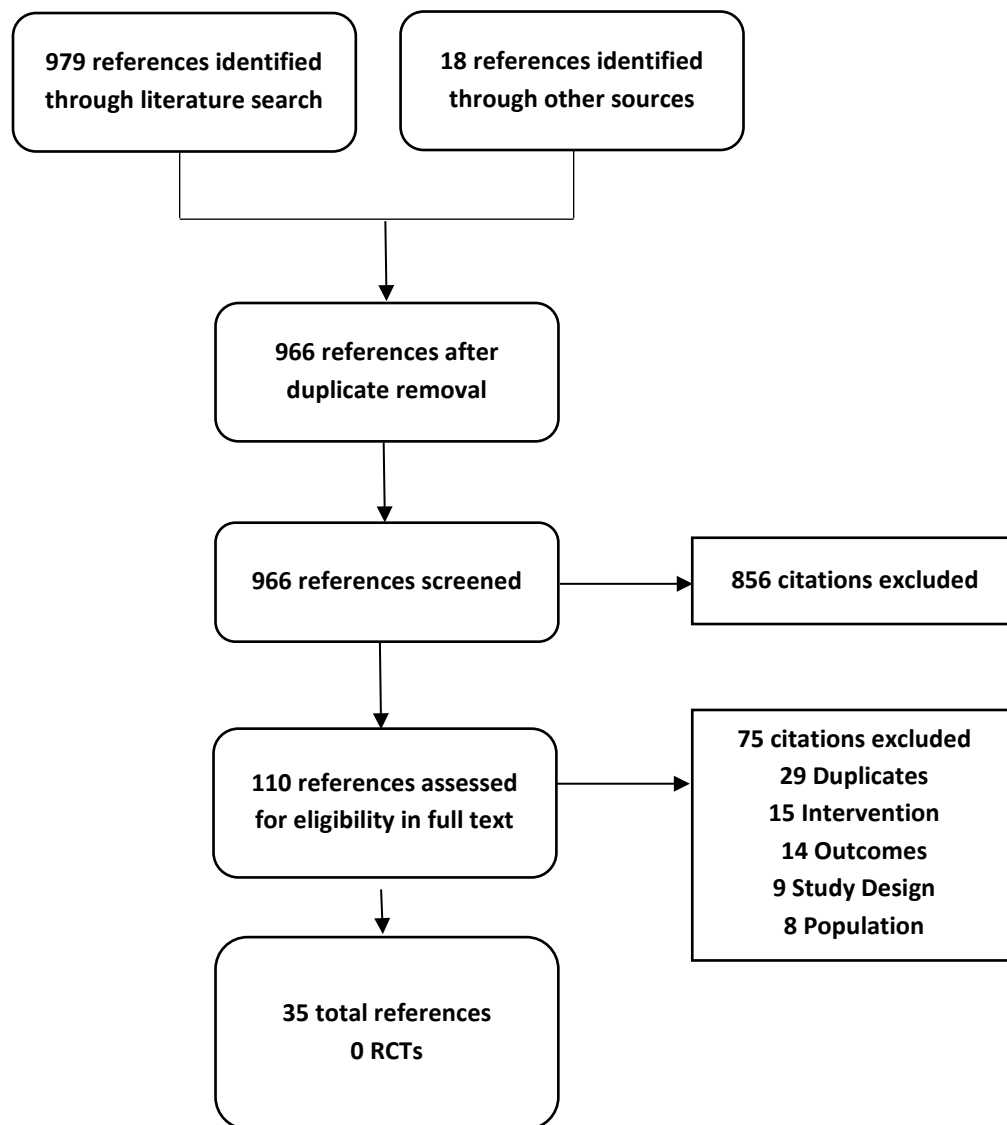 979 references identified
through literature search
18 references identified
through other sources
966 references after
duplicate removal
966 references screened
856 citations excluded
110 references assessed
for eligibility in full text
75 citations excluded
29 Duplicates
15 Intervention
14 Outcomes
9 Study Design
8 Population
35 total references
0 RCTs